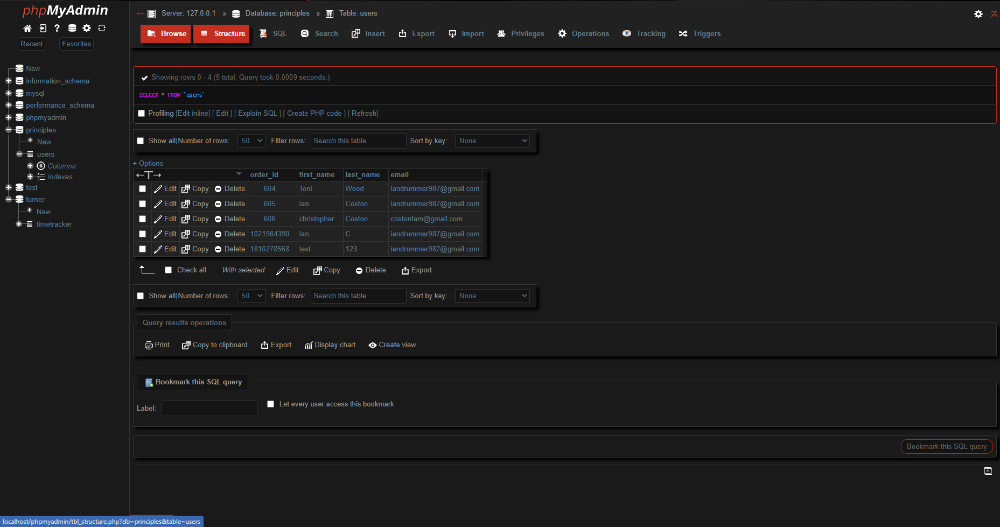 phpMyAdmin
Recent Favorites
New
information_schema
mysql
performance_schema
phpmyadmin
principles
New
users
Columns
Indexes
test
turner
New
timetracker
Server: 127.0.0.1 » Database: principles » Table: users
Browse Structure SQL Search Insert Export Import Privileges Operations Tracking Triggers
Showing rows 0 - 4 (5 total, Query took 0.0009 seconds.)
SELECT * FROM `users`
Profiling [Edit inline] [ Edit ] [ Explain SQL ] [ Create PHP code ] [ Refresh]
Show all|Number of rows: 50 Filter rows: Search this table Sort by key: None
+ Options
←T→ order_id first_name last_name email
Edit Copy Delete 604 Toni Wood iandrummer987@gmail.com
Edit Copy Delete 605 Ian Coston iandrummer987@gmail.com
Edit Copy Delete 606 christopher Coston costonfam@gmail.com
Edit Copy Delete 1021984390 Ian C iandrummer987@gmail.com
Edit Copy Delete 1810278568 test 123 iandrummer987@gmail.com
Check all With selected: Edit Copy Delete Export
Show all|Number of rows: 50 Filter rows: Search this table Sort by key: None
Query results operations
Print Copy to clipboard Export Display chart Create view
Bookmark this SQL query
Label: Let every user access this bookmark
Bookmark this SQL query
localhost/phpmyadmin/tbl_structure.php?db=principles&table=users